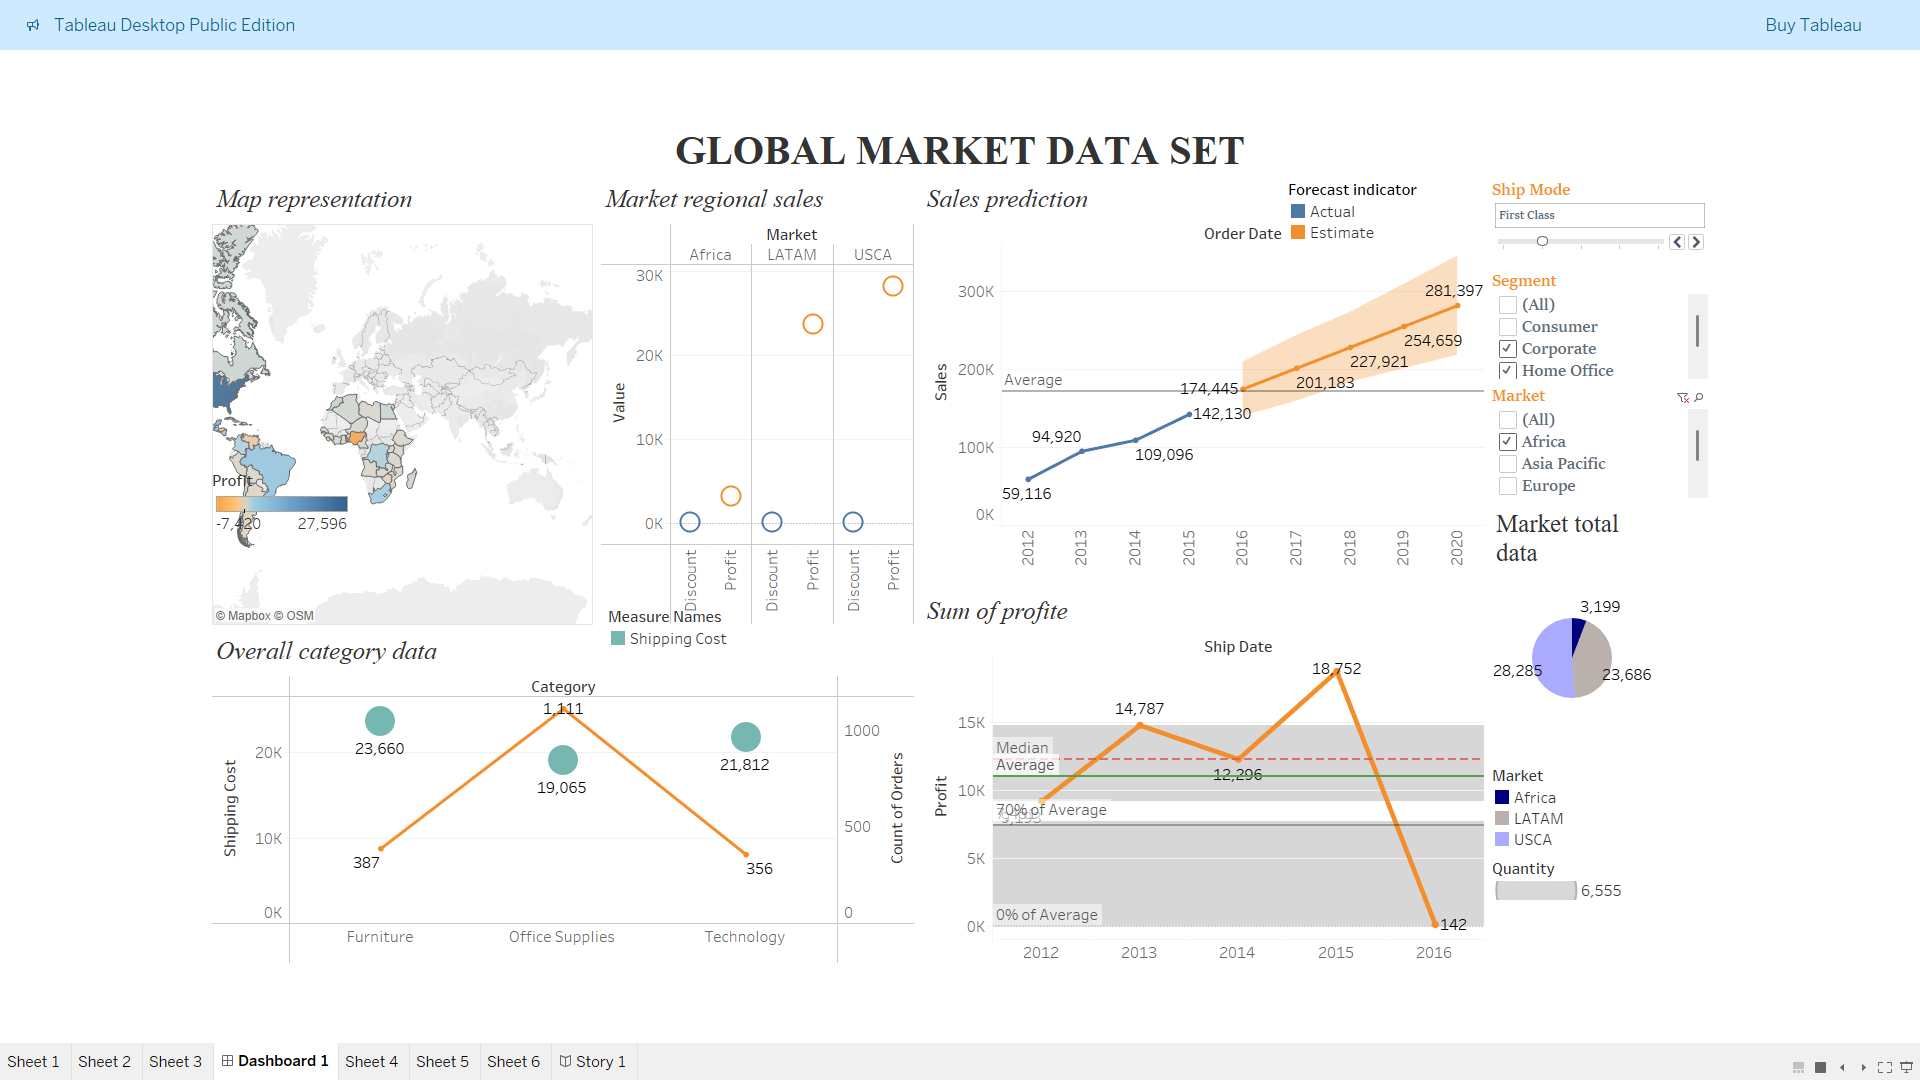 Tableau Desktop Public Edition
Buy Tableau
GLOBAL MARKET DATA SET
Map representation
Profit
-7,420 27,596
© Mapbox © OSM
Market regional sales
Market
Africa LATAM USCA
Value
30K
20K
10K
0K
Discount Profit Discount Profit Discount Profit
Measure Names
Shipping Cost
Sales prediction
Forecast indicator
Actual
Estimate
Order Date
Sales
300K
200K
100K
0K
Average
59,116
94,920
109,096
142,130
174,445
201,183
227,921
254,659
281,397
2012 2013 2014 2015 2016 2017 2018 2019 2020
Ship Mode
First Class
Segment
(All)
Consumer
Corporate
Home Office
Market
(All)
Africa
Asia Pacific
Europe
Market total
data
3,199
28,285
23,686
Market
Africa
LATAM
USCA
Quantity
6,555
Overall category data
Category
Shipping Cost
20K
10K
0K
23,660
1,111
19,065
21,812
387
356
1000
500
0
Count of Orders
Furniture Office Supplies Technology
Sum of profite
Ship Date
Profit
15K
10K
5K
0K
14,787
18,752
12,296
142
Median
Average
70% of Average
0% of Average
2012 2013 2014 2015 2016
Sheet 1 Sheet 2 Sheet 3 Dashboard 1 Sheet 4 Sheet 5 Sheet 6 Story 1